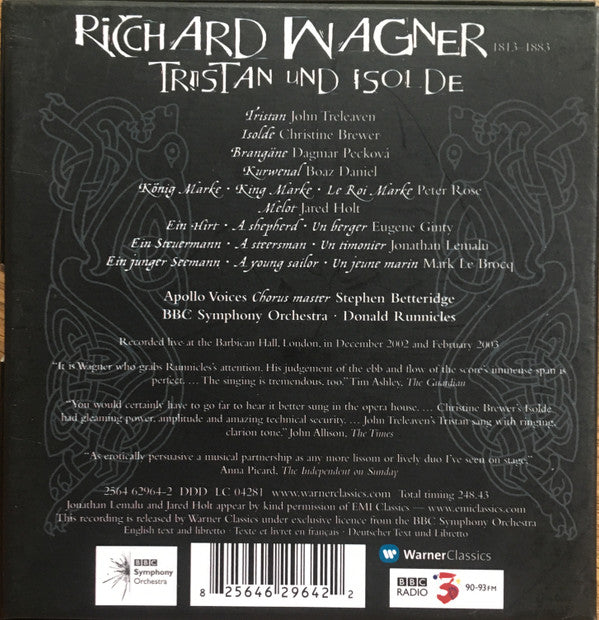 RICHARD WAGNER 1813–1883
TRISTAN UND ISOLDE
Tristan John Treleaven
Isolde Christine Brewer
Brangäne Dagmar Pecková
Kurwenal Boaz Daniel
König Marke · King Marke · Le Roi Marke Peter Rose
Melot Jared Holt
Ein Hirt · A shepherd · Un berger Eugene Ginty
Ein Steuermann · A steersman · Un timonier Jonathan Lemalu
Ein junger Seemann · A young sailor · Un jeune marin Mark Le Brocq
Apollo Voices Chorus master Stephen Betteridge
BBC Symphony Orchestra · Donald Runnicles
Recorded live at the Barbican Hall, London, in December 2002 and February 2003
"It is Wagner who grabs Runnicles's attention. His judgement of the ebb and flow of the score's immense span is
perfect. … The singing is tremendous, too." Tim Ashley, The Guardian
"You would certainly have to go far to hear it better sung in the opera house. … Christine Brewer's Isolde
had gleaming power, amplitude and amazing technical security. … John Treleaven's Tristan sang with ringing,
clarion tone." John Allison, The Times
"As erotically persuasive a musical partnership as any more lissom or lively duo I've seen on stage."
Anna Picard, The Independent on Sunday
2564 62964-2 DDD LC 04281 www.warnerclassics.com Total timing 248.43
Jonathan Lemalu and Jared Holt appear by kind permission of EMI Classics — www.emiclassics.com
This recording is released by Warner Classics under exclusive licence from the BBC Symphony Orchestra
English text and libretto · Texte et livret en français · Deutscher Text und Libretto
BBC
Symphony
Orchestra
8 25646 29642 2
WarnerClassics
BBC
RADIO 3 90-93FM